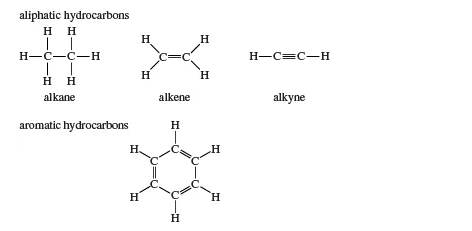 aliphatic hydrocarbons
H H
H H
H—C—C—H
C=C
H—C≡C—H
H H
H H
alkane
alkene
alkyne
aromatic hydrocarbons
H
H C H
C C
C C
H C H
H